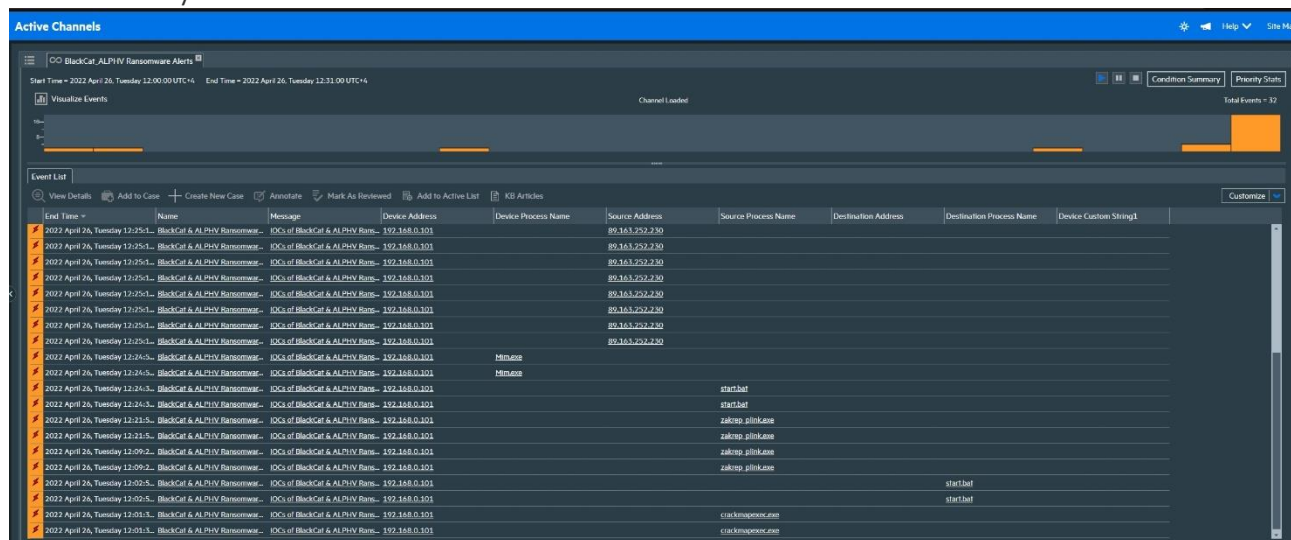 Active Channels
Help
Site Ma
BlackCat_ALPHV Ransomware Alerts
Start Time = 2022 April 26, Tuesday 12:00:00 UTC+4 End Time = 2022 April 26, Tuesday 12:31:00 UTC+4
Condition Summary Priority Stats
Visualize Events Channel Loaded Total Events = 32
Event List
View Details Add to Case Create New Case Annotate Mark As Reviewed Add to Active List KB Articles Customize
End Time Name Message Device Address Device Process Name Source Address Source Process Name Destination Address Destination Process Name Device Custom String1
2022 April 26, Tuesday 12:25:1... BlackCat & ALPHV Ransomwar... IOCs of BlackCat & ALPHV Rans... 192.168.0.101 89.163.252.230
2022 April 26, Tuesday 12:25:1... BlackCat & ALPHV Ransomwar... IOCs of BlackCat & ALPHV Rans... 192.168.0.101 89.163.252.230
2022 April 26, Tuesday 12:25:1... BlackCat & ALPHV Ransomwar... IOCs of BlackCat & ALPHV Rans... 192.168.0.101 89.163.252.230
2022 April 26, Tuesday 12:25:1... BlackCat & ALPHV Ransomwar... IOCs of BlackCat & ALPHV Rans... 192.168.0.101 89.163.252.230
2022 April 26, Tuesday 12:25:1... BlackCat & ALPHV Ransomwar... IOCs of BlackCat & ALPHV Rans... 192.168.0.101 89.163.252.230
2022 April 26, Tuesday 12:25:1... BlackCat & ALPHV Ransomwar... IOCs of BlackCat & ALPHV Rans... 192.168.0.101 89.163.252.230
2022 April 26, Tuesday 12:25:1... BlackCat & ALPHV Ransomwar... IOCs of BlackCat & ALPHV Rans... 192.168.0.101 89.163.252.230
2022 April 26, Tuesday 12:25:1... BlackCat & ALPHV Ransomwar... IOCs of BlackCat & ALPHV Rans... 192.168.0.101 89.163.252.230
2022 April 26, Tuesday 12:24:5... BlackCat & ALPHV Ransomwar... IOCs of BlackCat & ALPHV Rans... 192.168.0.101 Mim.exe
2022 April 26, Tuesday 12:24:5... BlackCat & ALPHV Ransomwar... IOCs of BlackCat & ALPHV Rans... 192.168.0.101 Mim.exe
2022 April 26, Tuesday 12:24:3... BlackCat & ALPHV Ransomwar... IOCs of BlackCat & ALPHV Rans... 192.168.0.101 start.bat
2022 April 26, Tuesday 12:24:3... BlackCat & ALPHV Ransomwar... IOCs of BlackCat & ALPHV Rans... 192.168.0.101 start.bat
2022 April 26, Tuesday 12:21:5... BlackCat & ALPHV Ransomwar... IOCs of BlackCat & ALPHV Rans... 192.168.0.101 zakrep_plink.exe
2022 April 26, Tuesday 12:21:5... BlackCat & ALPHV Ransomwar... IOCs of BlackCat & ALPHV Rans... 192.168.0.101 zakrep_plink.exe
2022 April 26, Tuesday 12:09:2... BlackCat & ALPHV Ransomwar... IOCs of BlackCat & ALPHV Rans... 192.168.0.101 zakrep_plink.exe
2022 April 26, Tuesday 12:09:2... BlackCat & ALPHV Ransomwar... IOCs of BlackCat & ALPHV Rans... 192.168.0.101 zakrep_plink.exe
2022 April 26, Tuesday 12:02:5... BlackCat & ALPHV Ransomwar... IOCs of BlackCat & ALPHV Rans... 192.168.0.101 start.bat
2022 April 26, Tuesday 12:02:5... BlackCat & ALPHV Ransomwar... IOCs of BlackCat & ALPHV Rans... 192.168.0.101 start.bat
2022 April 26, Tuesday 12:01:3... BlackCat & ALPHV Ransomwar... IOCs of BlackCat & ALPHV Rans... 192.168.0.101 crackmapexec.exe
2022 April 26, Tuesday 12:01:3... BlackCat & ALPHV Ransomwar... IOCs of BlackCat & ALPHV Rans... 192.168.0.101 crackmapexec.exe